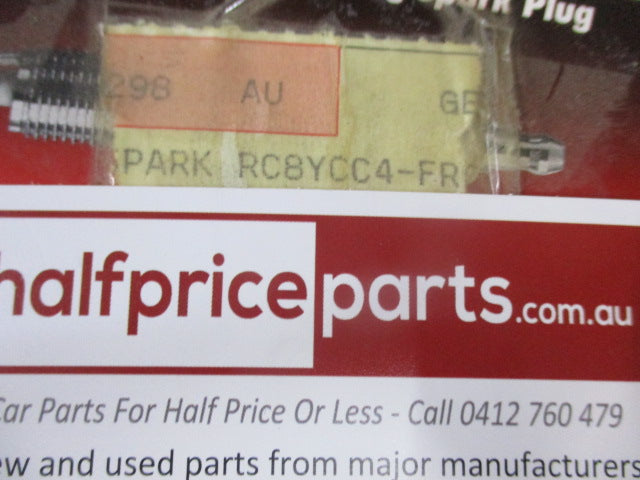 Spark Plug
298 AU GE
SPARK RC8YCC4-FR
halfpriceparts.com.au
Car Parts For Half Price Or Less - Call 0412 760 479
ew and used parts from major manufacturers